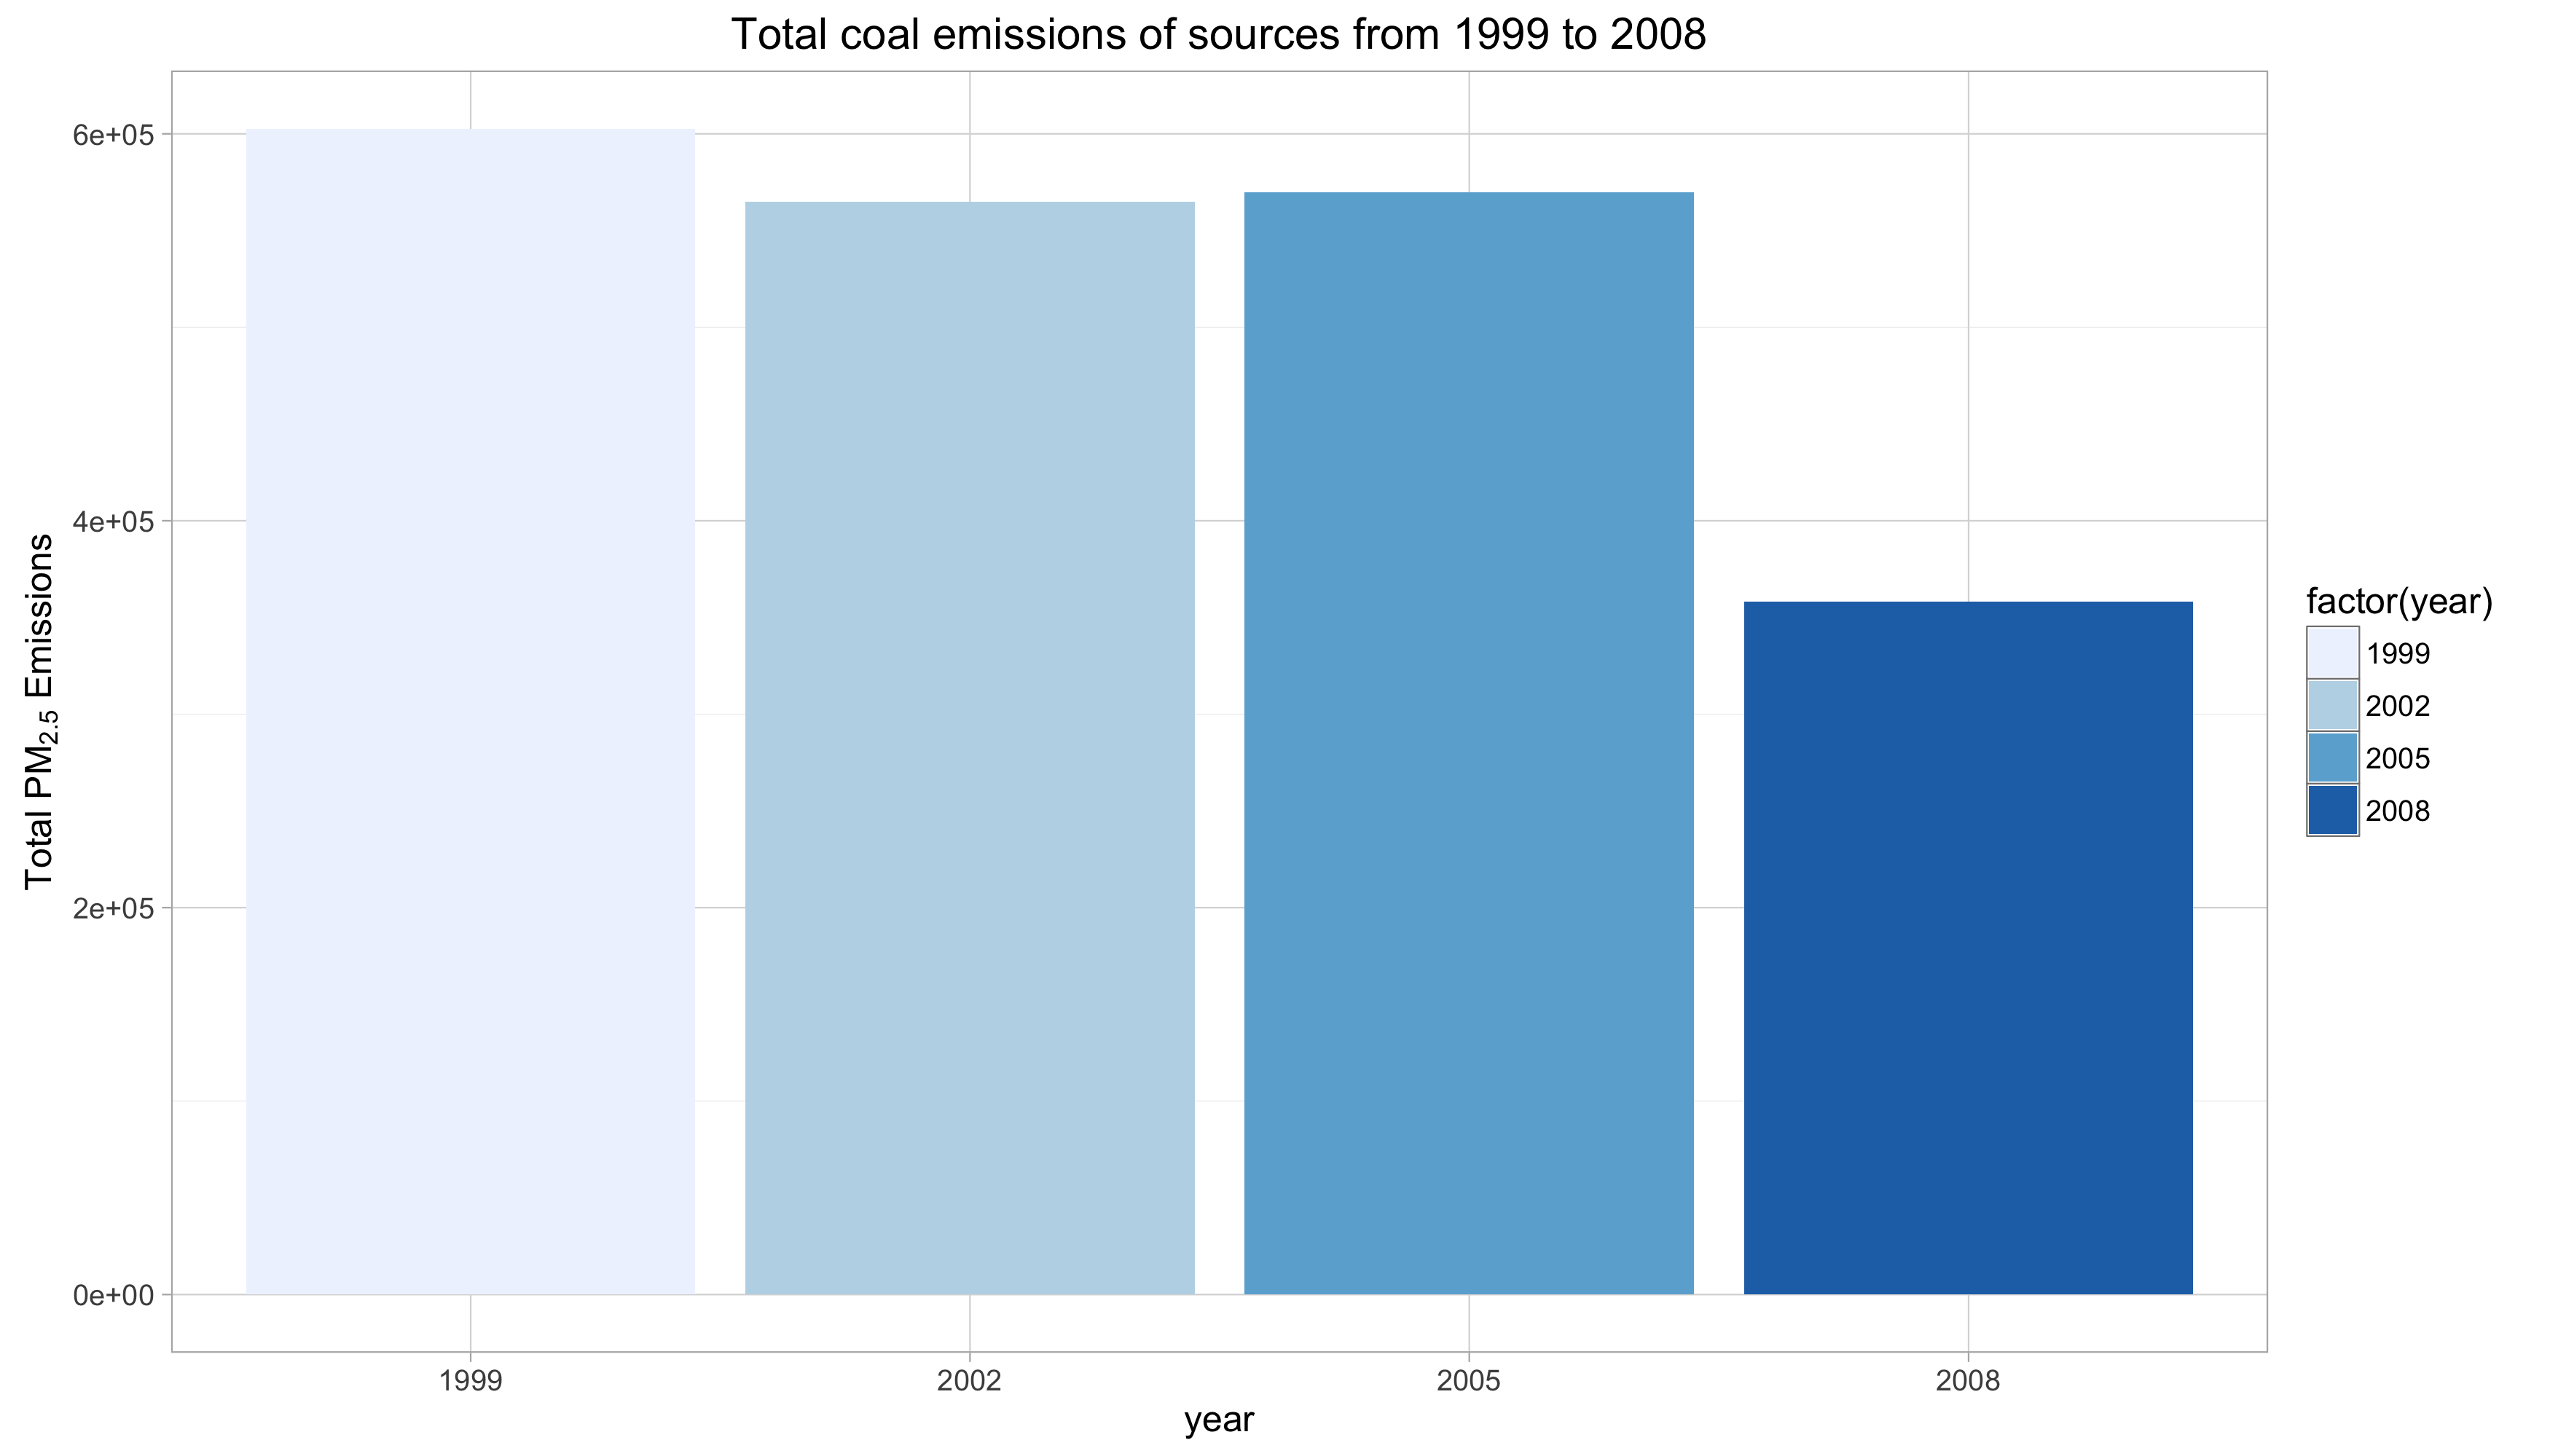 Total coal emissions of sources from 1999 to 2008
Total PM2.5 Emissions
6e+05
4e+05
2e+05
0e+00
1999 2002 2005 2008
year
factor(year)
1999
2002
2005
2008